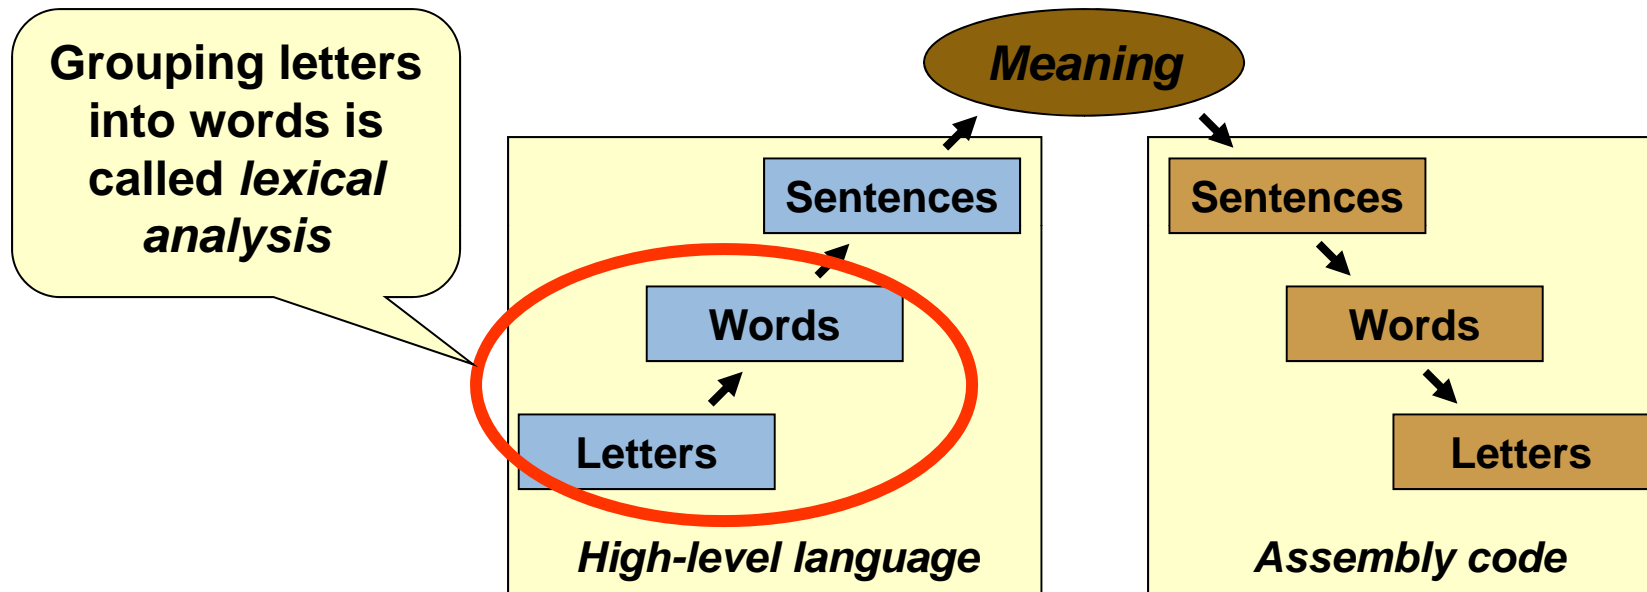 Grouping letters
into words is
called lexical
analysis
Meaning
Sentences
Words
Letters
High-level language
Sentences
Words
Letters
Assembly code